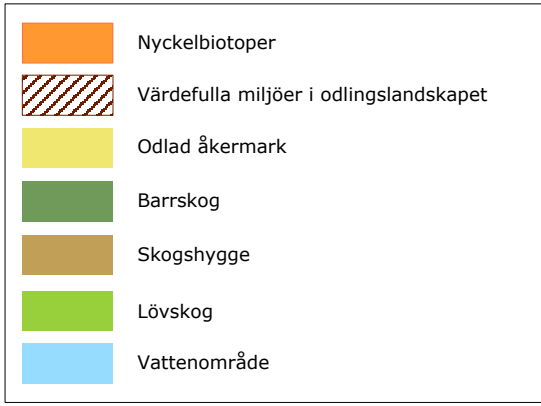 Nyckelbiotoper
Värdefulla miljöer i odlingslandskapet
Odlad åkermark
Barrskog
Skogshygge
Lövskog
Vattenområde